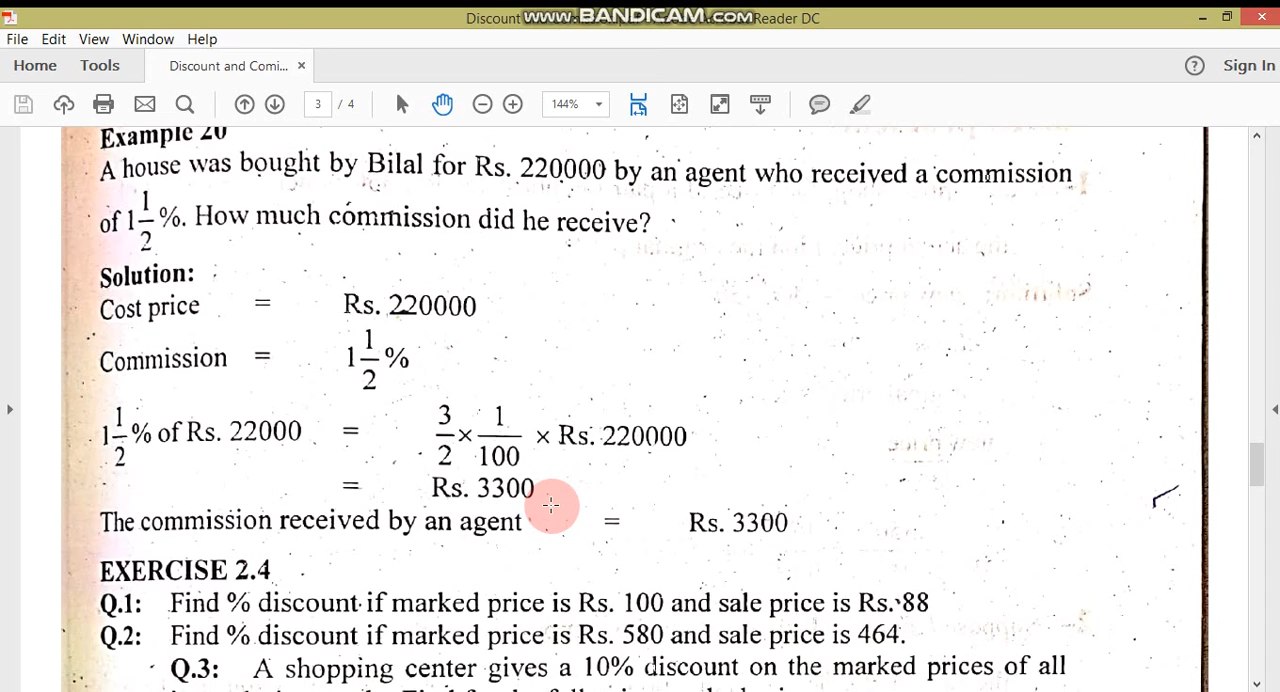 Discount www.BANDICAM.com Reader DC
File Edit View Window Help
Home Tools Discount and Comi... × ? Sign In
3 / 4 144%
Example 20
A house was bought by Bilal for Rs. 220000 by an agent who received a commission
of 1 1/2 %. How much commission did he receive?
Solution:
Cost price = Rs. 220000
Commission = 1 1/2 %
1 1/2 % of Rs. 22000 = 3/2 × 1/100 × Rs. 220000
= Rs. 3300
The commission received by an agent = Rs. 3300
EXERCISE 2.4
Q.1: Find % discount if marked price is Rs. 100 and sale price is Rs. 88
Q.2: Find % discount if marked price is Rs. 580 and sale price is 464.
Q.3: A shopping center gives a 10% discount on the marked prices of all